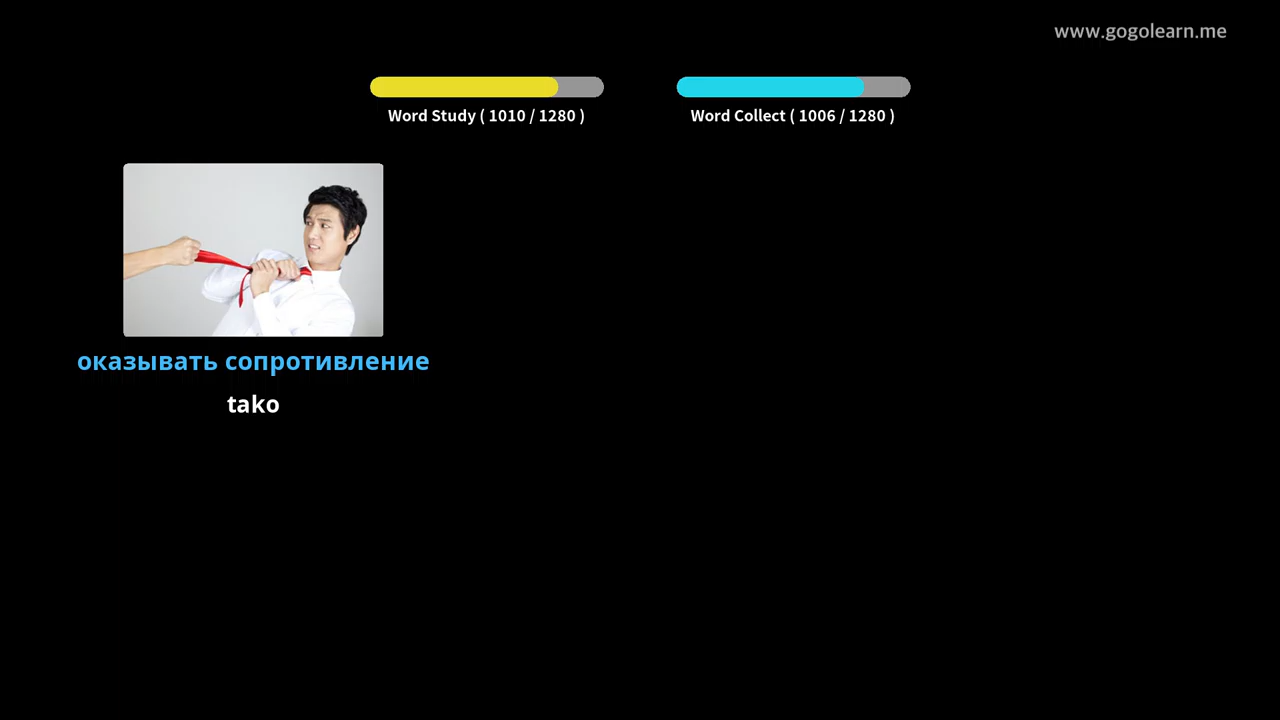 www.gogolearn.me
Word Study ( 1010 / 1280 )
Word Collect ( 1006 / 1280 )
оказывать сопротивление
tako